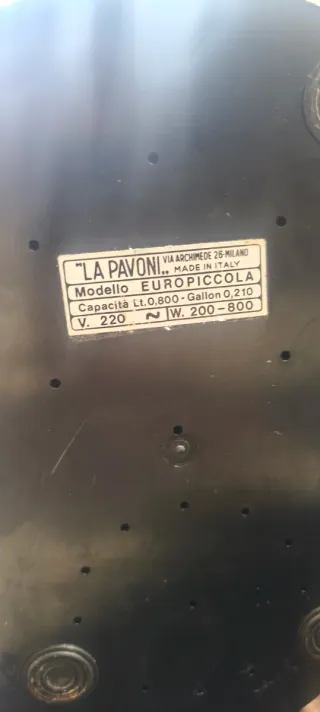 "LA PAVONI„ VIA ARCHIMEDE 26-MILANO
MADE IN ITALY
Modello EUROPICCOLA
Capacità Lt.0,800-Gallon 0,210
V. 220 ~ W. 200-800